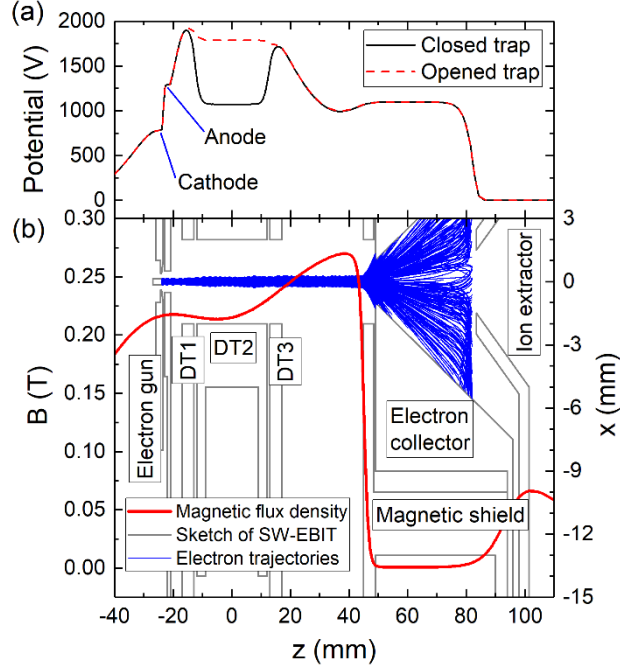 (a)
2000
1500
1000
500
0
Potential (V)
Closed trap
Opened trap
Anode
Cathode
(b)
0.30
0.25
0.20
0.15
0.10
0.05
0.00
B (T)
3
0
-3
-6
-9
-12
-15
x (mm)
Electron gun
DT1
DT2
DT3
Electron
collector
Ion extractor
Magnetic shield
Magnetic flux density
Sketch of SW-EBIT
Electron trajectories
-40 -20 0 20 40 60 80 100
z (mm)